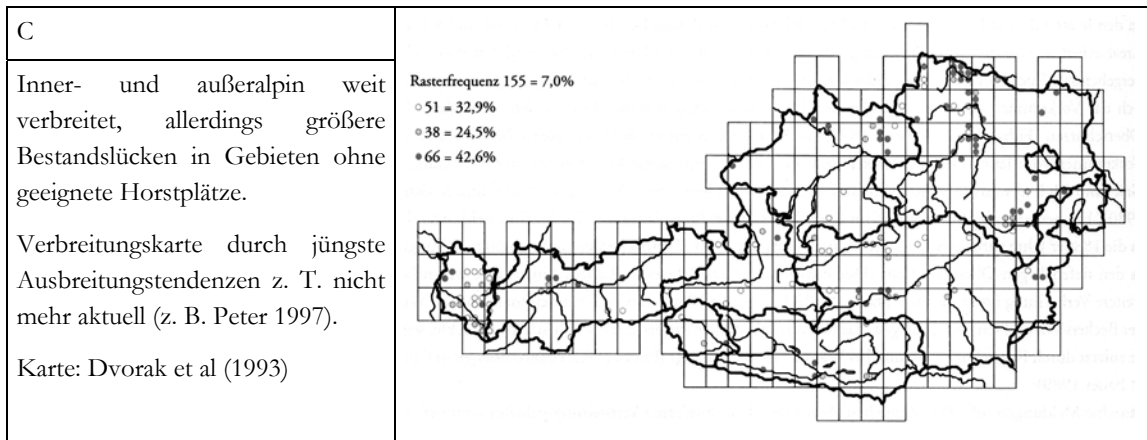 C
Inner- und außeralpin weit
verbreitet, allerdings größere
Bestandslücken in Gebieten ohne
geeignete Horstplätze.
Verbreitungskarte durch jüngste
Ausbreitungstendenzen z. T. nicht
mehr aktuell (z. B. Peter 1997).
Karte: Dvorak et al (1993)
Rasterfrequenz 155 = 7,0%
51 = 32,9%
38 = 24,5%
66 = 42,6%